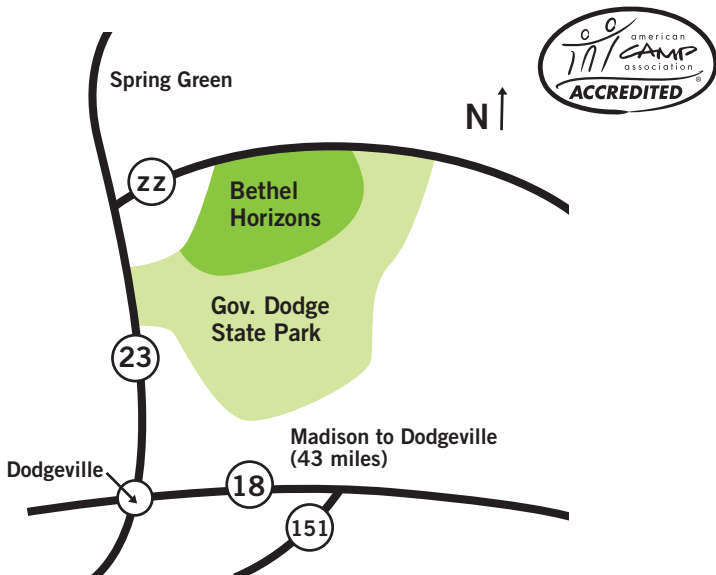 american
CAMP
association
®
ACCREDITED
Spring Green
N
ZZ
Bethel
Horizons
Gov. Dodge
State Park
23
Madison to Dodgeville
(43 miles)
Dodgeville
18
151